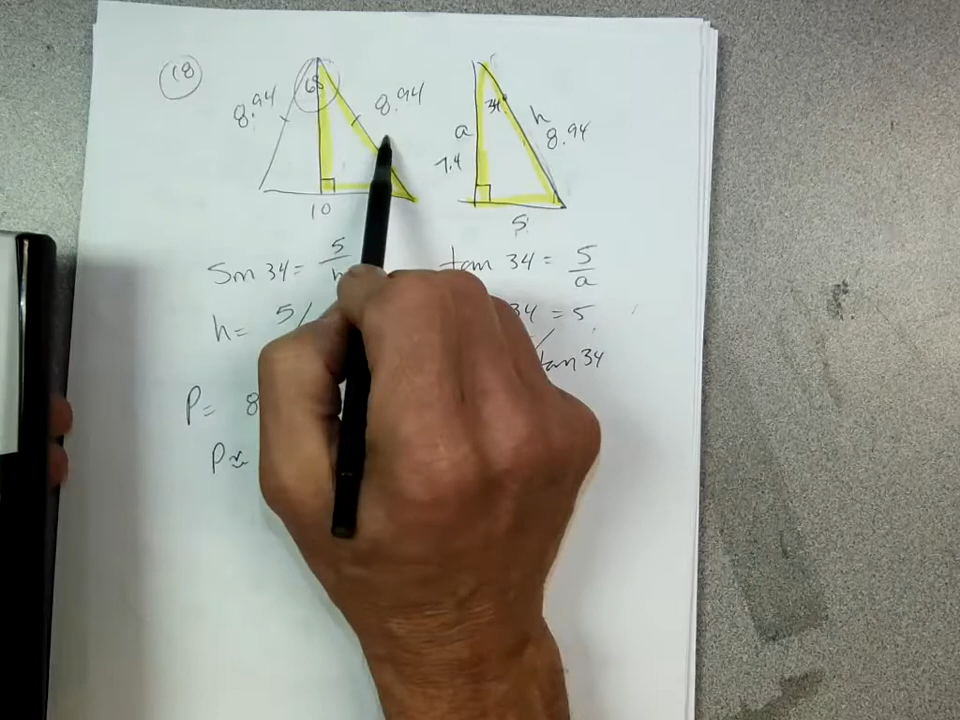 18
68
8.94
8.94
10
34°
a
h
7.4
8.94
5
Sin 34 = 5/h
tan 34 = 5/a
h = 5/
34 = 5
tan 34
P = 8
P ≈